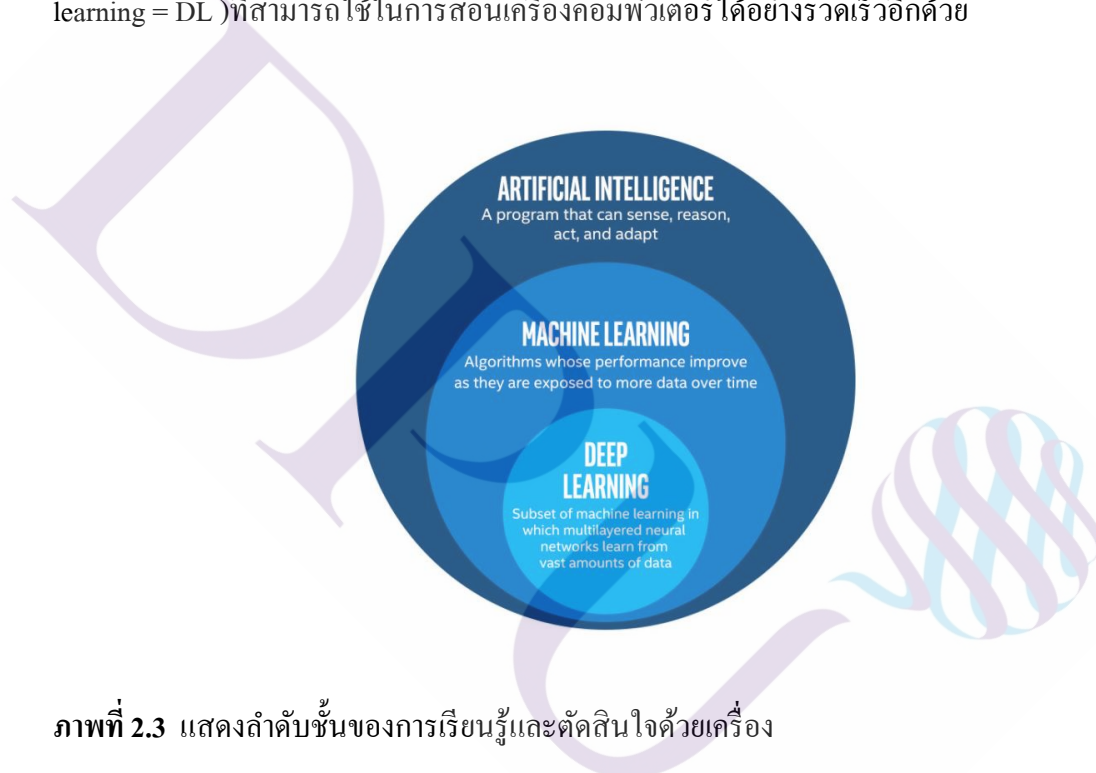 learning = DL )ที่สามารถใช้ในการสอนเครื่องคอมพิวเตอร์ได้อย่างรวดเร็วอีกด้วย
ARTIFICIAL INTELLIGENCE
A program that can sense, reason,
act, and adapt
MACHINE LEARNING
Algorithms whose performance improve
as they are exposed to more data over time
DEEP
LEARNING
Subset of machine learning in
which multilayered neural
networks learn from
vast amounts of data
ภาพที่ 2.3 แสดงลำดับชั้นของการเรียนรู้และตัดสินใจด้วยเครื่อง
DPU